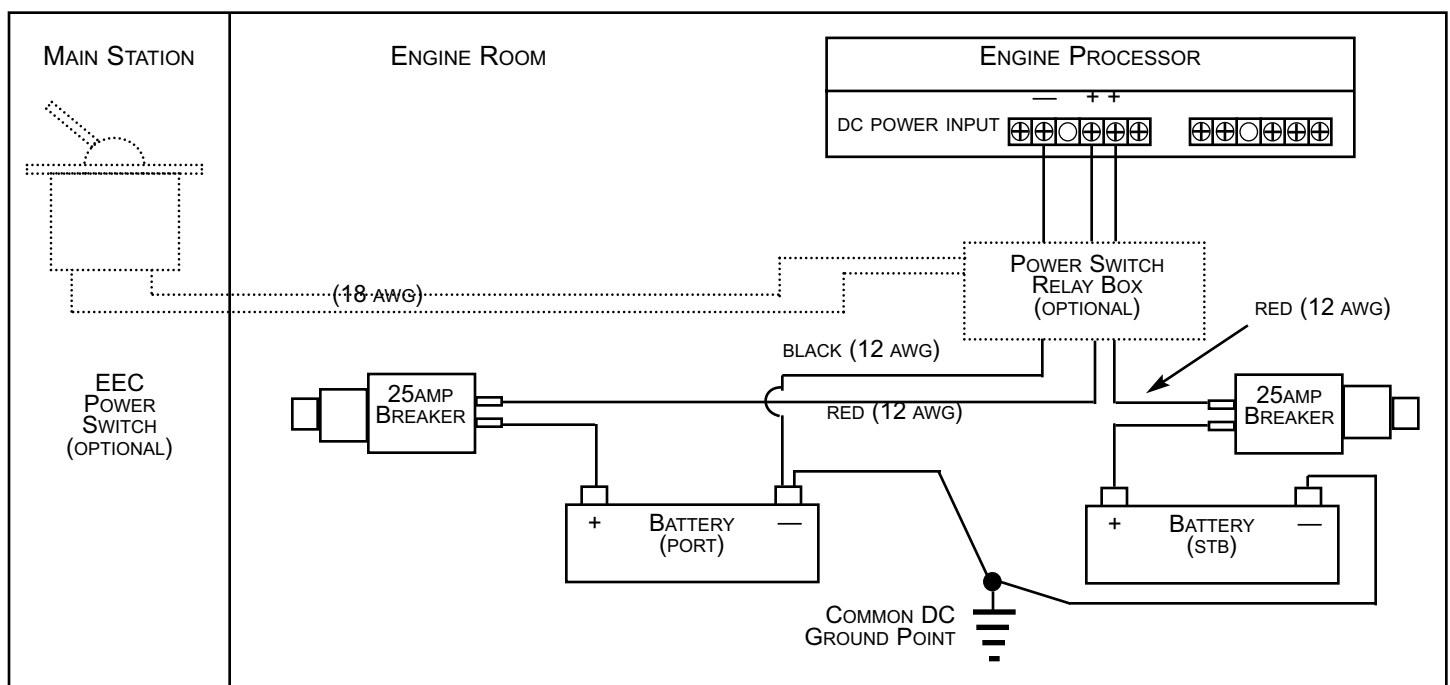 MAIN STATION
ENGINE ROOM
ENGINE PROCESSOR
— + +
DC POWER INPUT
POWER SWITCH
RELAY BOX
(OPTIONAL)
(18 AWG)
RED (12 AWG)
BLACK (12 AWG)
EEC
POWER
SWITCH
(OPTIONAL)
25AMP
BREAKER
RED (12 AWG)
25AMP
BREAKER
+ BATTERY —
(PORT)
+ BATTERY —
(STB)
COMMON DC
GROUND POINT